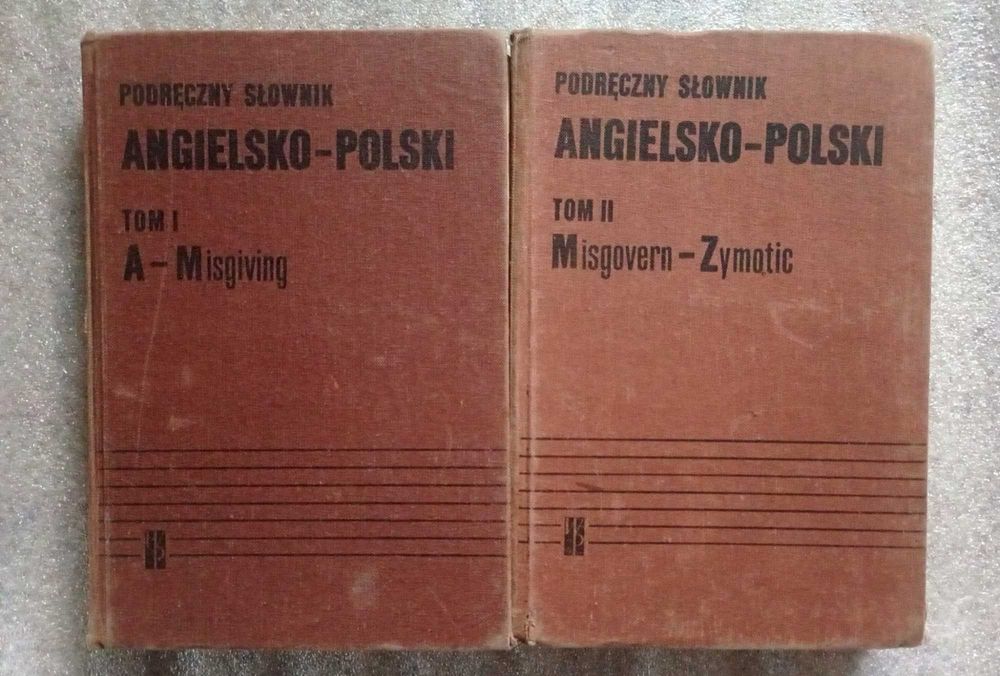 PODRĘCZNY SŁOWNIK
ANGIELSKO-POLSKI
TOM I
A - Misgiving
PODRĘCZNY SŁOWNIK
ANGIELSKO-POLSKI
TOM II
Misgovern - Zymotic